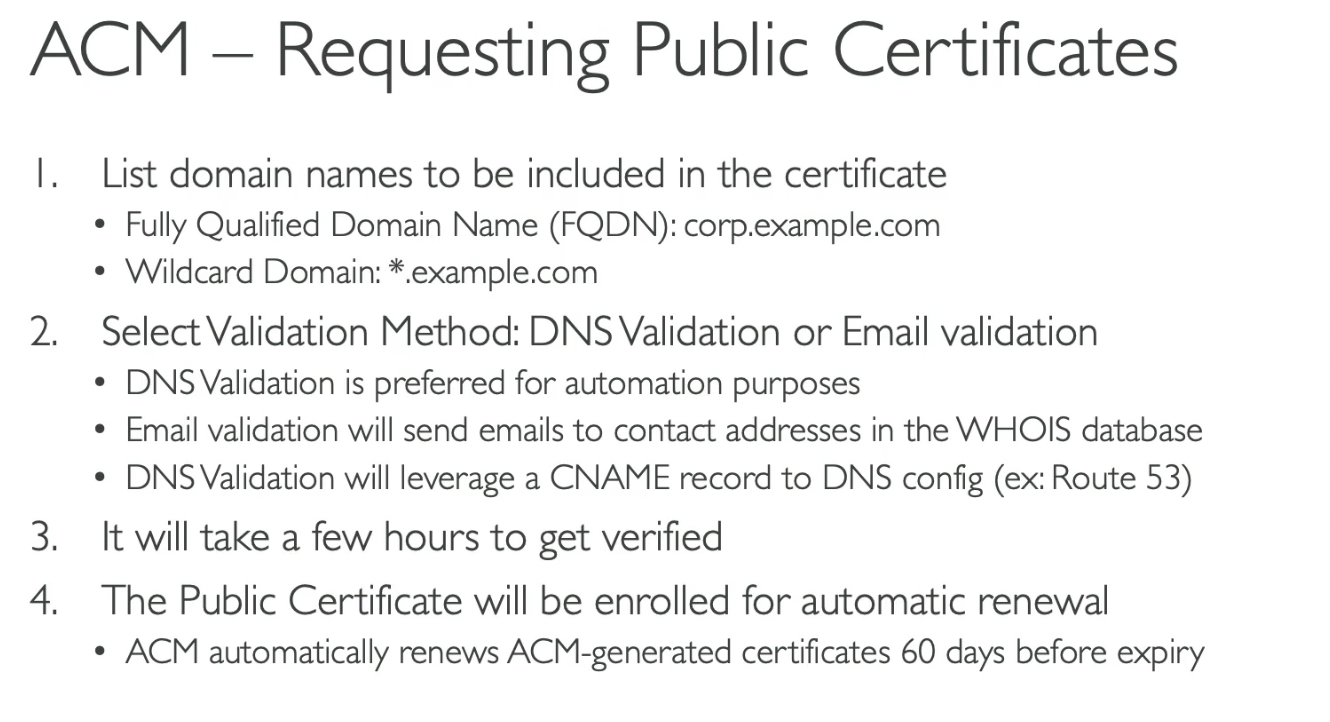 ACM – Requesting Public Certificates
1. List domain names to be included in the certificate
• Fully Qualified Domain Name (FQDN): corp.example.com
• Wildcard Domain: *.example.com
2. Select Validation Method: DNS Validation or Email validation
• DNS Validation is preferred for automation purposes
• Email validation will send emails to contact addresses in the WHOIS database
• DNS Validation will leverage a CNAME record to DNS config (ex: Route 53)
3. It will take a few hours to get verified
4. The Public Certificate will be enrolled for automatic renewal
• ACM automatically renews ACM-generated certificates 60 days before expiry